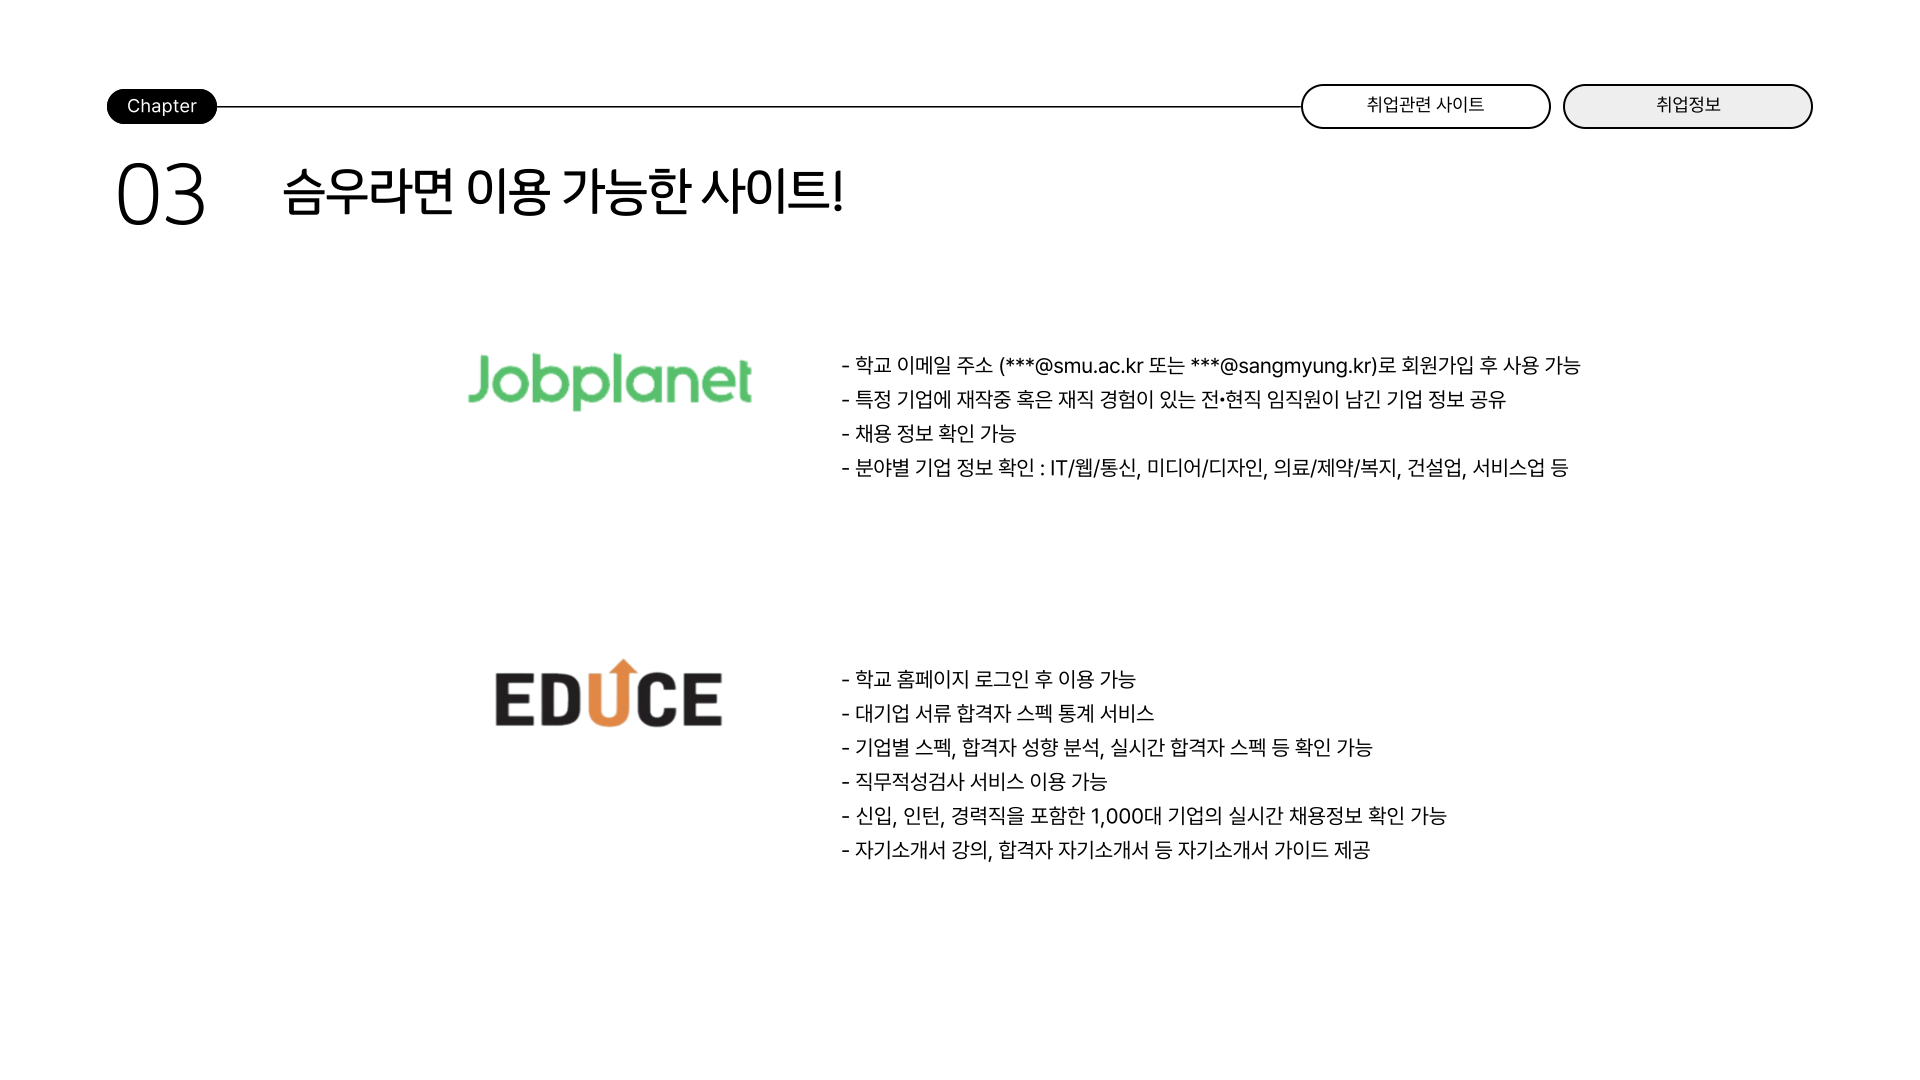 Chapter
취업관련 사이트
취업정보
03
슴우라면 이용 가능한 사이트!
Jobplanet
- 학교 이메일 주소 (***@smu.ac.kr 또는 ***@sangmyung.kr)로 회원가입 후 사용 가능
- 특정 기업에 재작중 혹은 재직 경험이 있는 전•현직 임직원이 남긴 기업 정보 공유
- 채용 정보 확인 가능
- 분야별 기업 정보 확인 : IT/웹/통신, 미디어/디자인, 의료/제약/복지, 건설업, 서비스업 등
EDUCE
- 학교 홈페이지 로그인 후 이용 가능
- 대기업 서류 합격자 스펙 통계 서비스
- 기업별 스펙, 합격자 성향 분석, 실시간 합격자 스펙 등 확인 가능
- 직무적성검사 서비스 이용 가능
- 신입, 인턴, 경력직을 포함한 1,000대 기업의 실시간 채용정보 확인 가능
- 자기소개서 강의, 합격자 자기소개서 등 자기소개서 가이드 제공